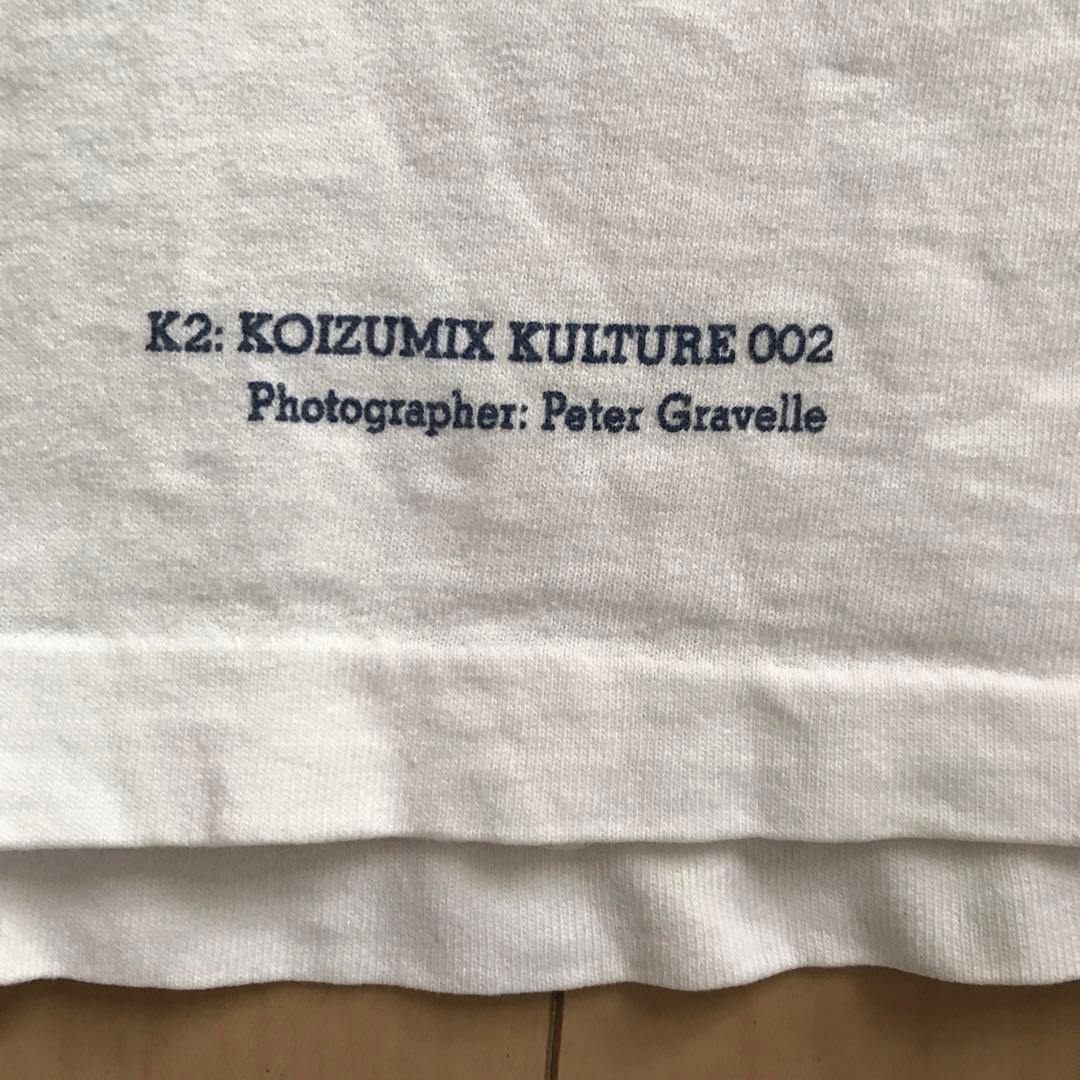 K2: KOIZUMIX KULTURE 002
Photographer: Peter Gravelle